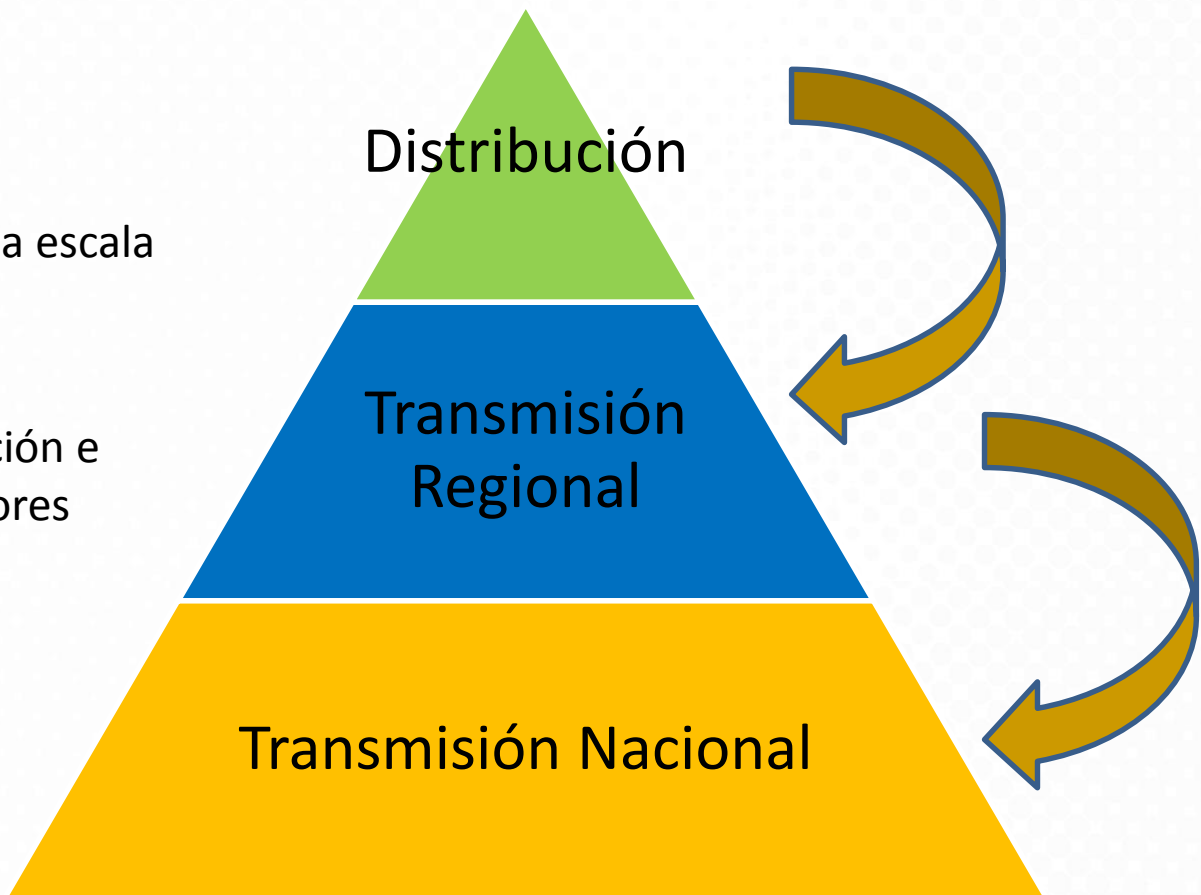 Distribución
a escala
Transmisión
Regional
ción e
ores
Transmisión Nacional